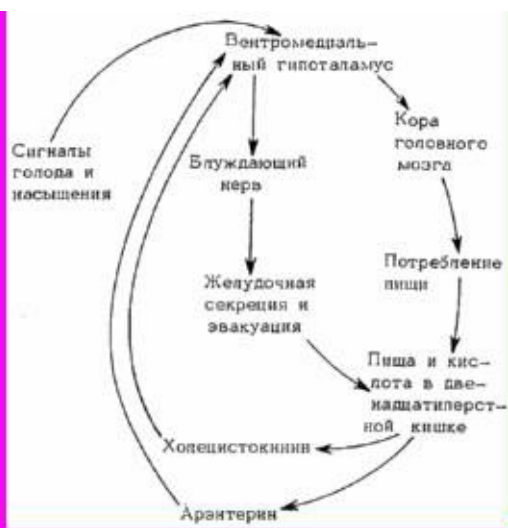 Вентромедиаль-
ный гипоталамус
Сигналы
голода и
насыщения
Кора
головного
мозга
Блуждающий
нерв
Потребление
пищи
Желудочная
секреция и
эвакуация
Пища и кис-
лота в две-
надцатиперст-
ной кишке
Холецистокинин
Арэнтерин